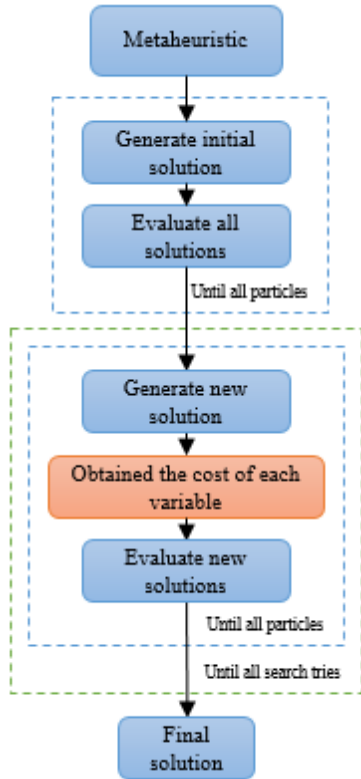 Metaheuristic
Generate initial
solution
Evaluate all
solutions
Until all particles
Generate new
solution
Obtained the cost of each
variable
Evaluate new
solutions
Until all particles
Until all search tries
Final
solution